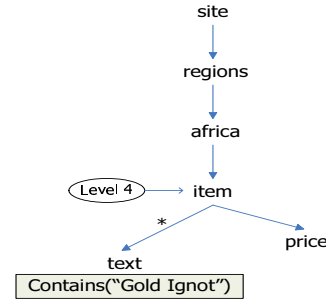 site
regions
africa
Level 4
item
*
price
text
Contains(“Gold Ignot”)